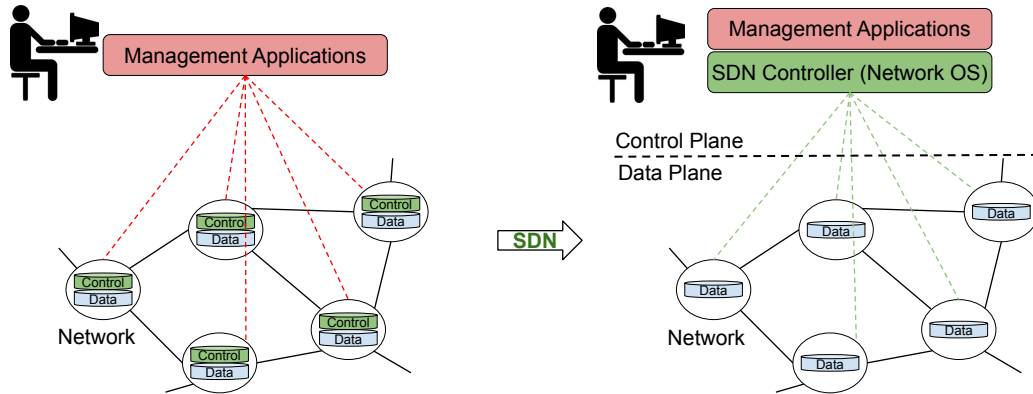 Management Applications
Control
Data
Control
Data
Control
Data
Control
Data
Control
Data
Network
SDN
Management Applications
SDN Controller (Network OS)
Control Plane
Data Plane
Data
Data
Data
Data
Data
Network